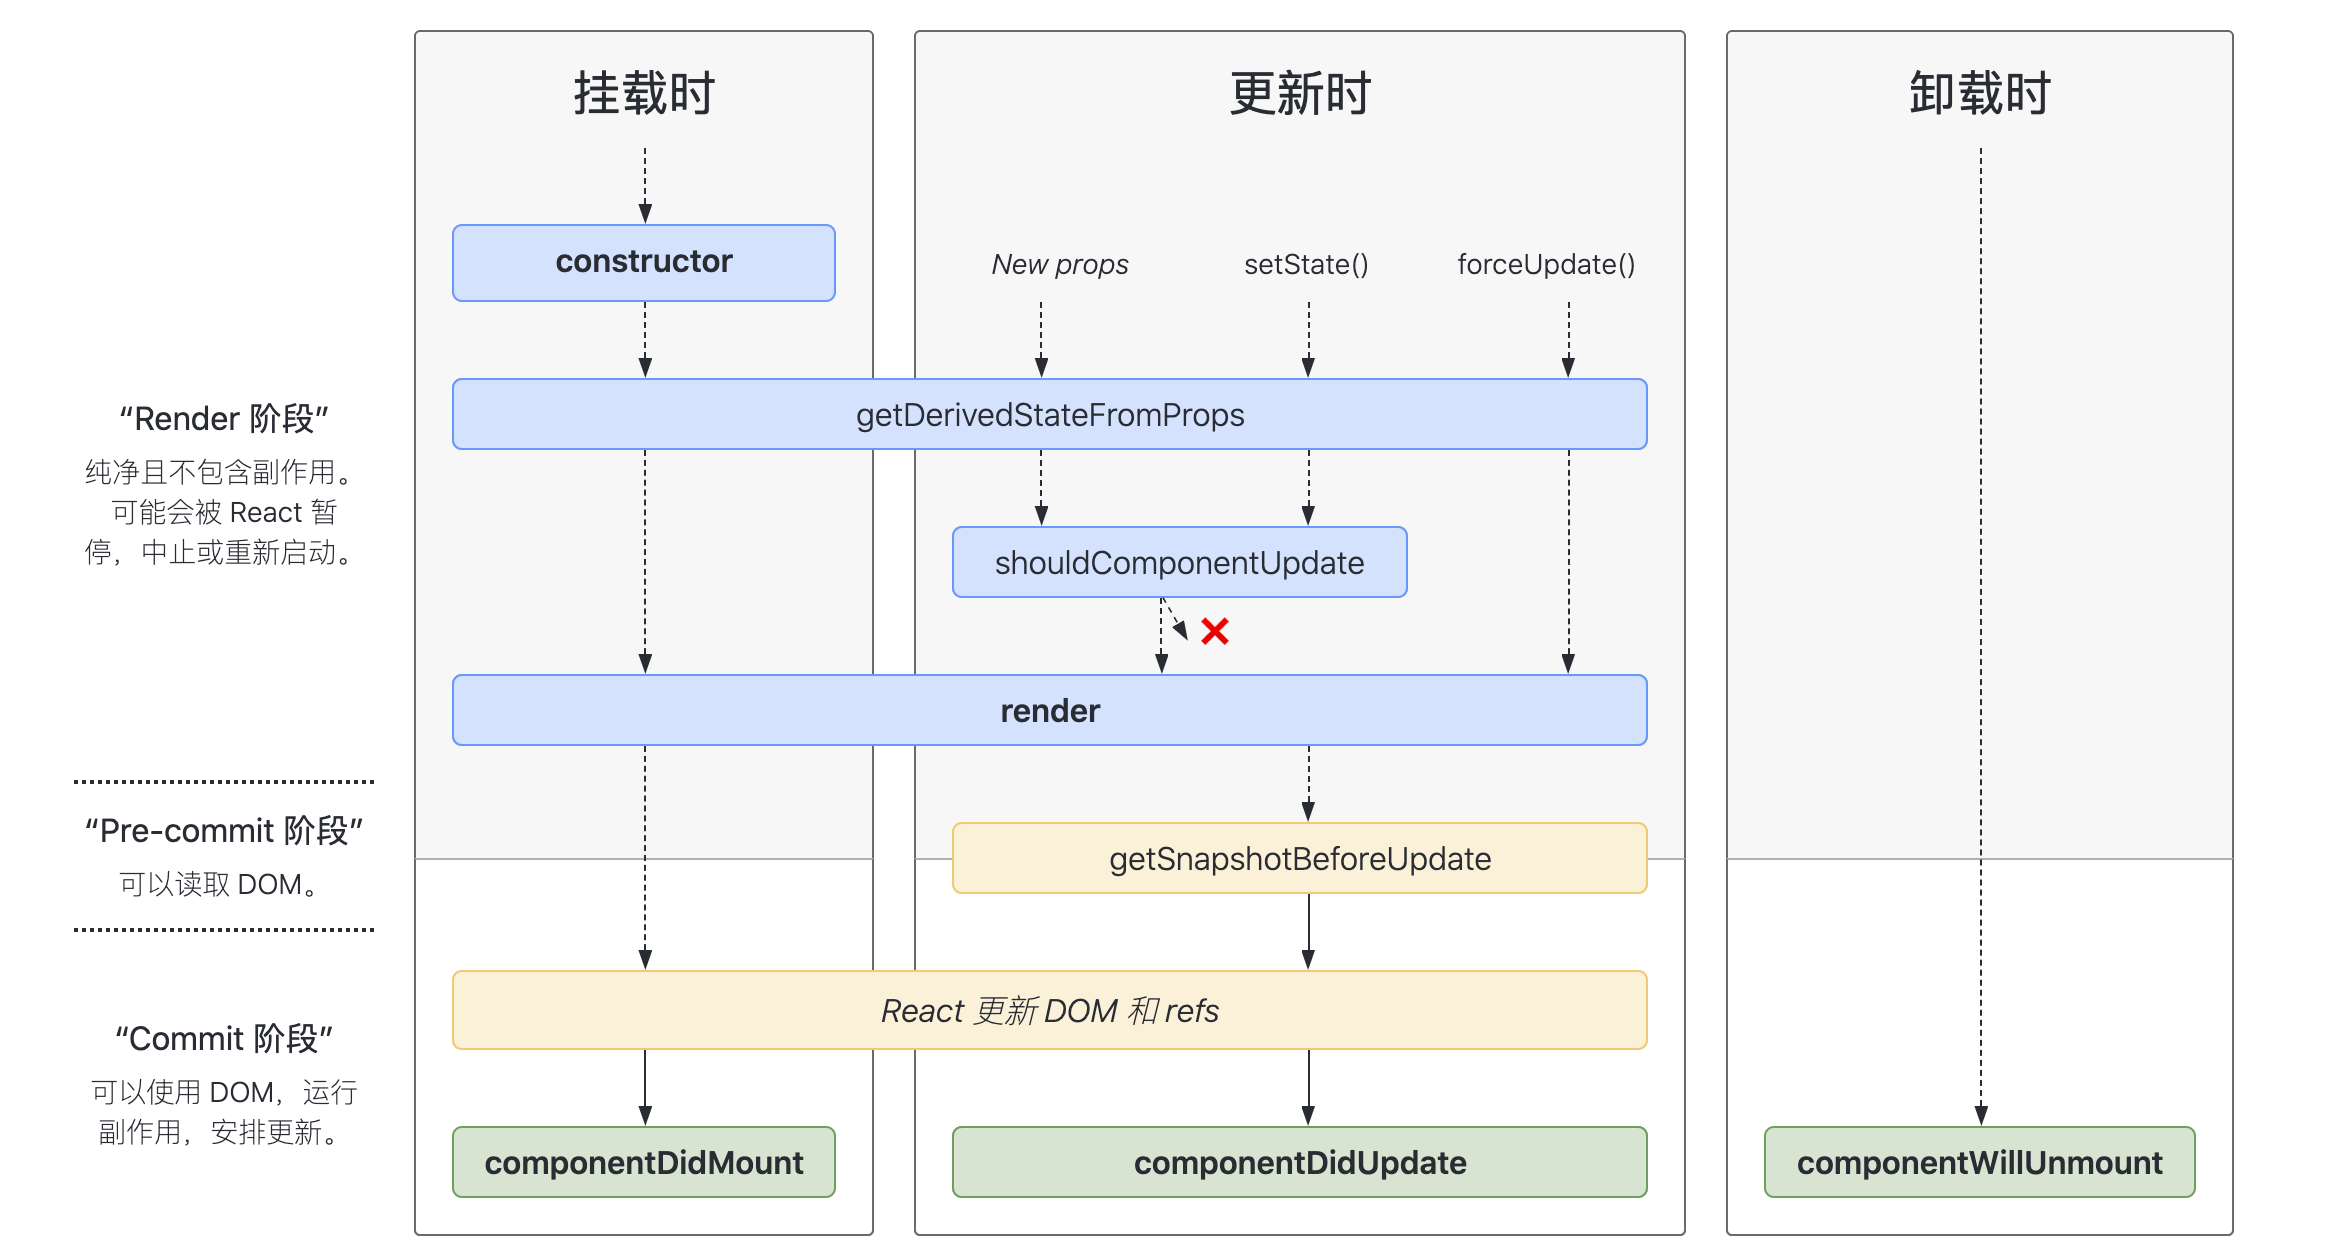 挂载时
更新时
卸载时
constructor
New props
setState()
forceUpdate()
getDerivedStateFromProps
“Render 阶段”
纯净且不包含副作用。
可能会被 React 暂
停，中止或重新启动。
shouldComponentUpdate
render
“Pre-commit 阶段”
可以读取 DOM。
getSnapshotBeforeUpdate
React 更新 DOM 和 refs
“Commit 阶段”
可以使用 DOM，运行
副作用，安排更新。
componentDidMount
componentDidUpdate
componentWillUnmount